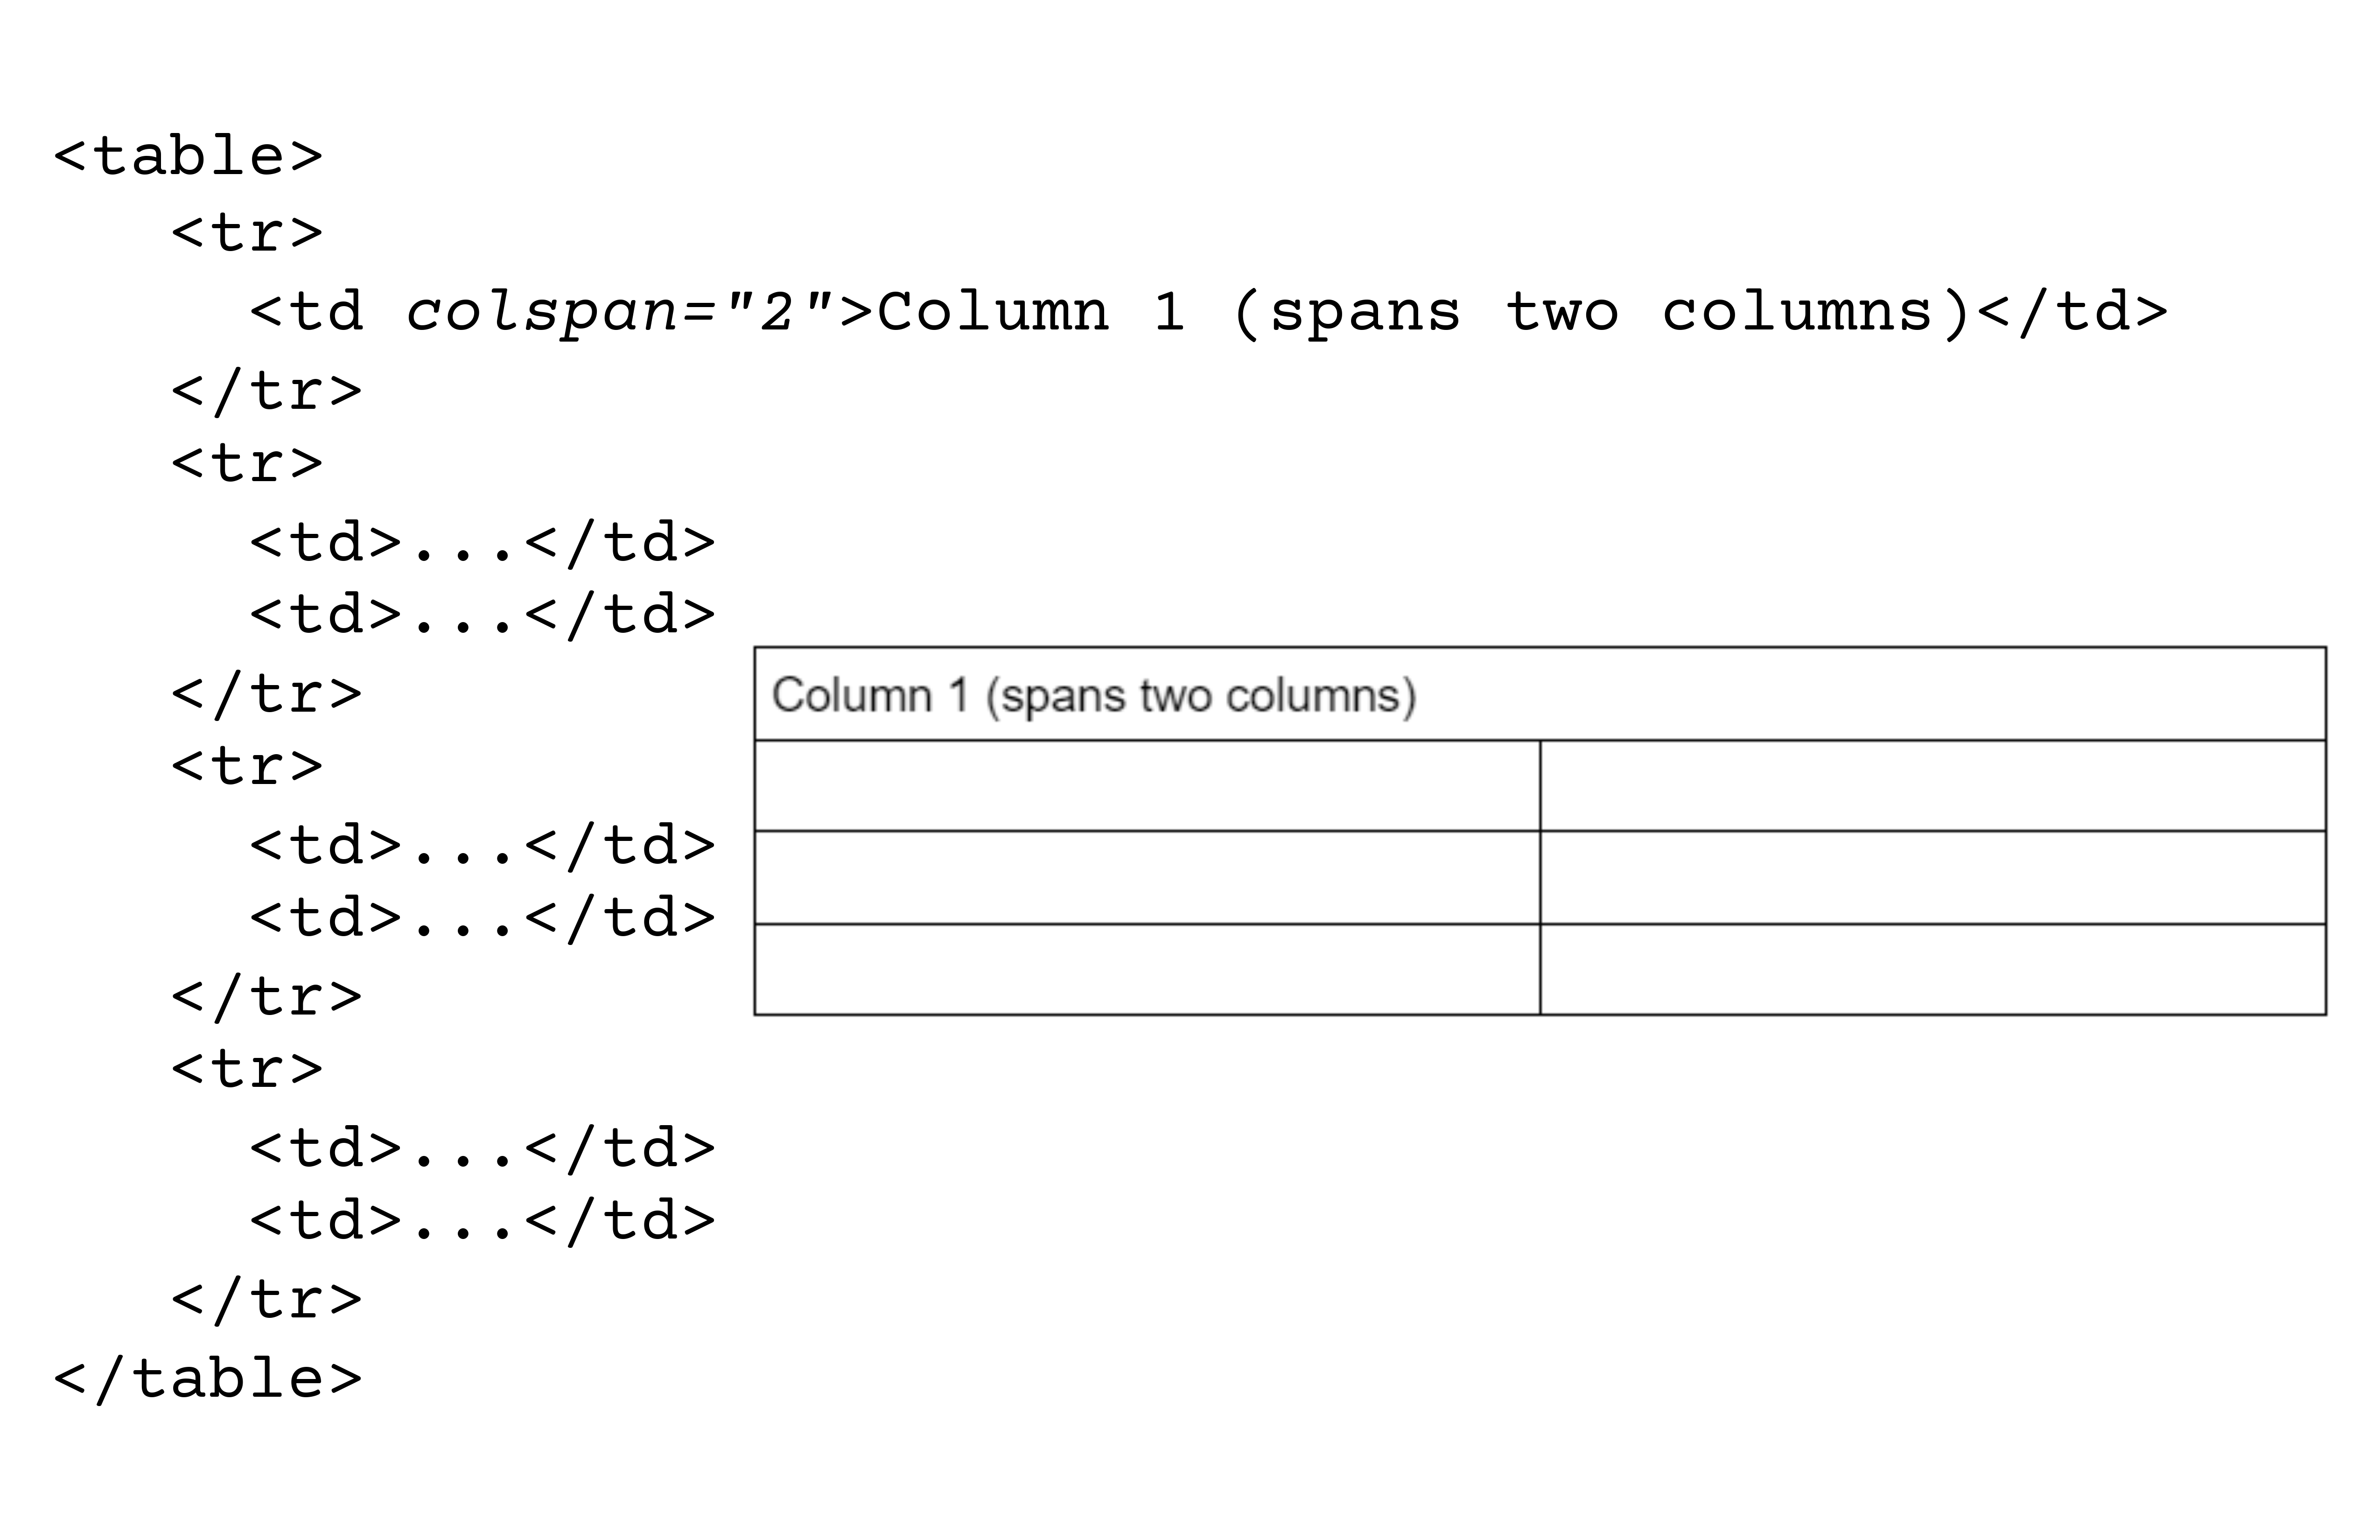 <table>
<tr>
<td colspan="2">Column 1 (spans two columns)</td>
</tr>
<tr>
<td>...</td>
<td>...</td>
</tr>
<tr>
<td>...</td>
<td>...</td>
</tr>
<tr>
<td>...</td>
<td>...</td>
</tr>
</table>
Column 1 (spans two columns)